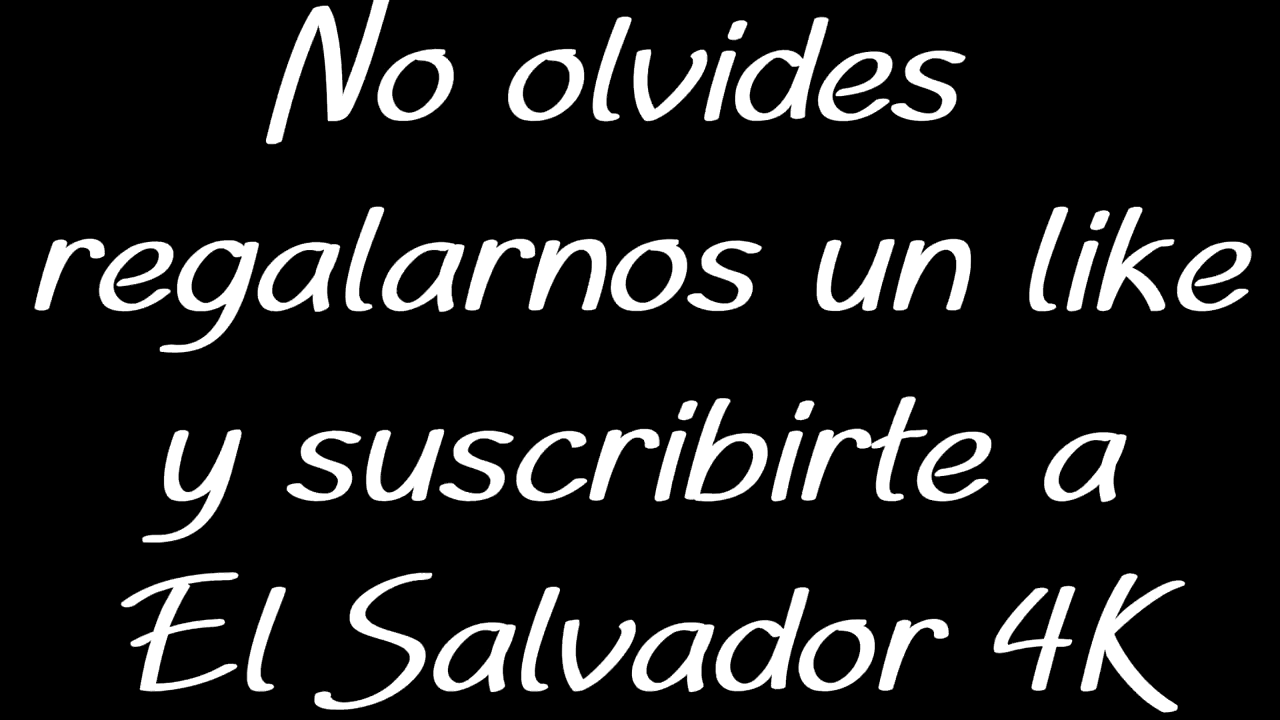 No olvides
regalarnos un like
y suscribirte a
El Salvador 4K